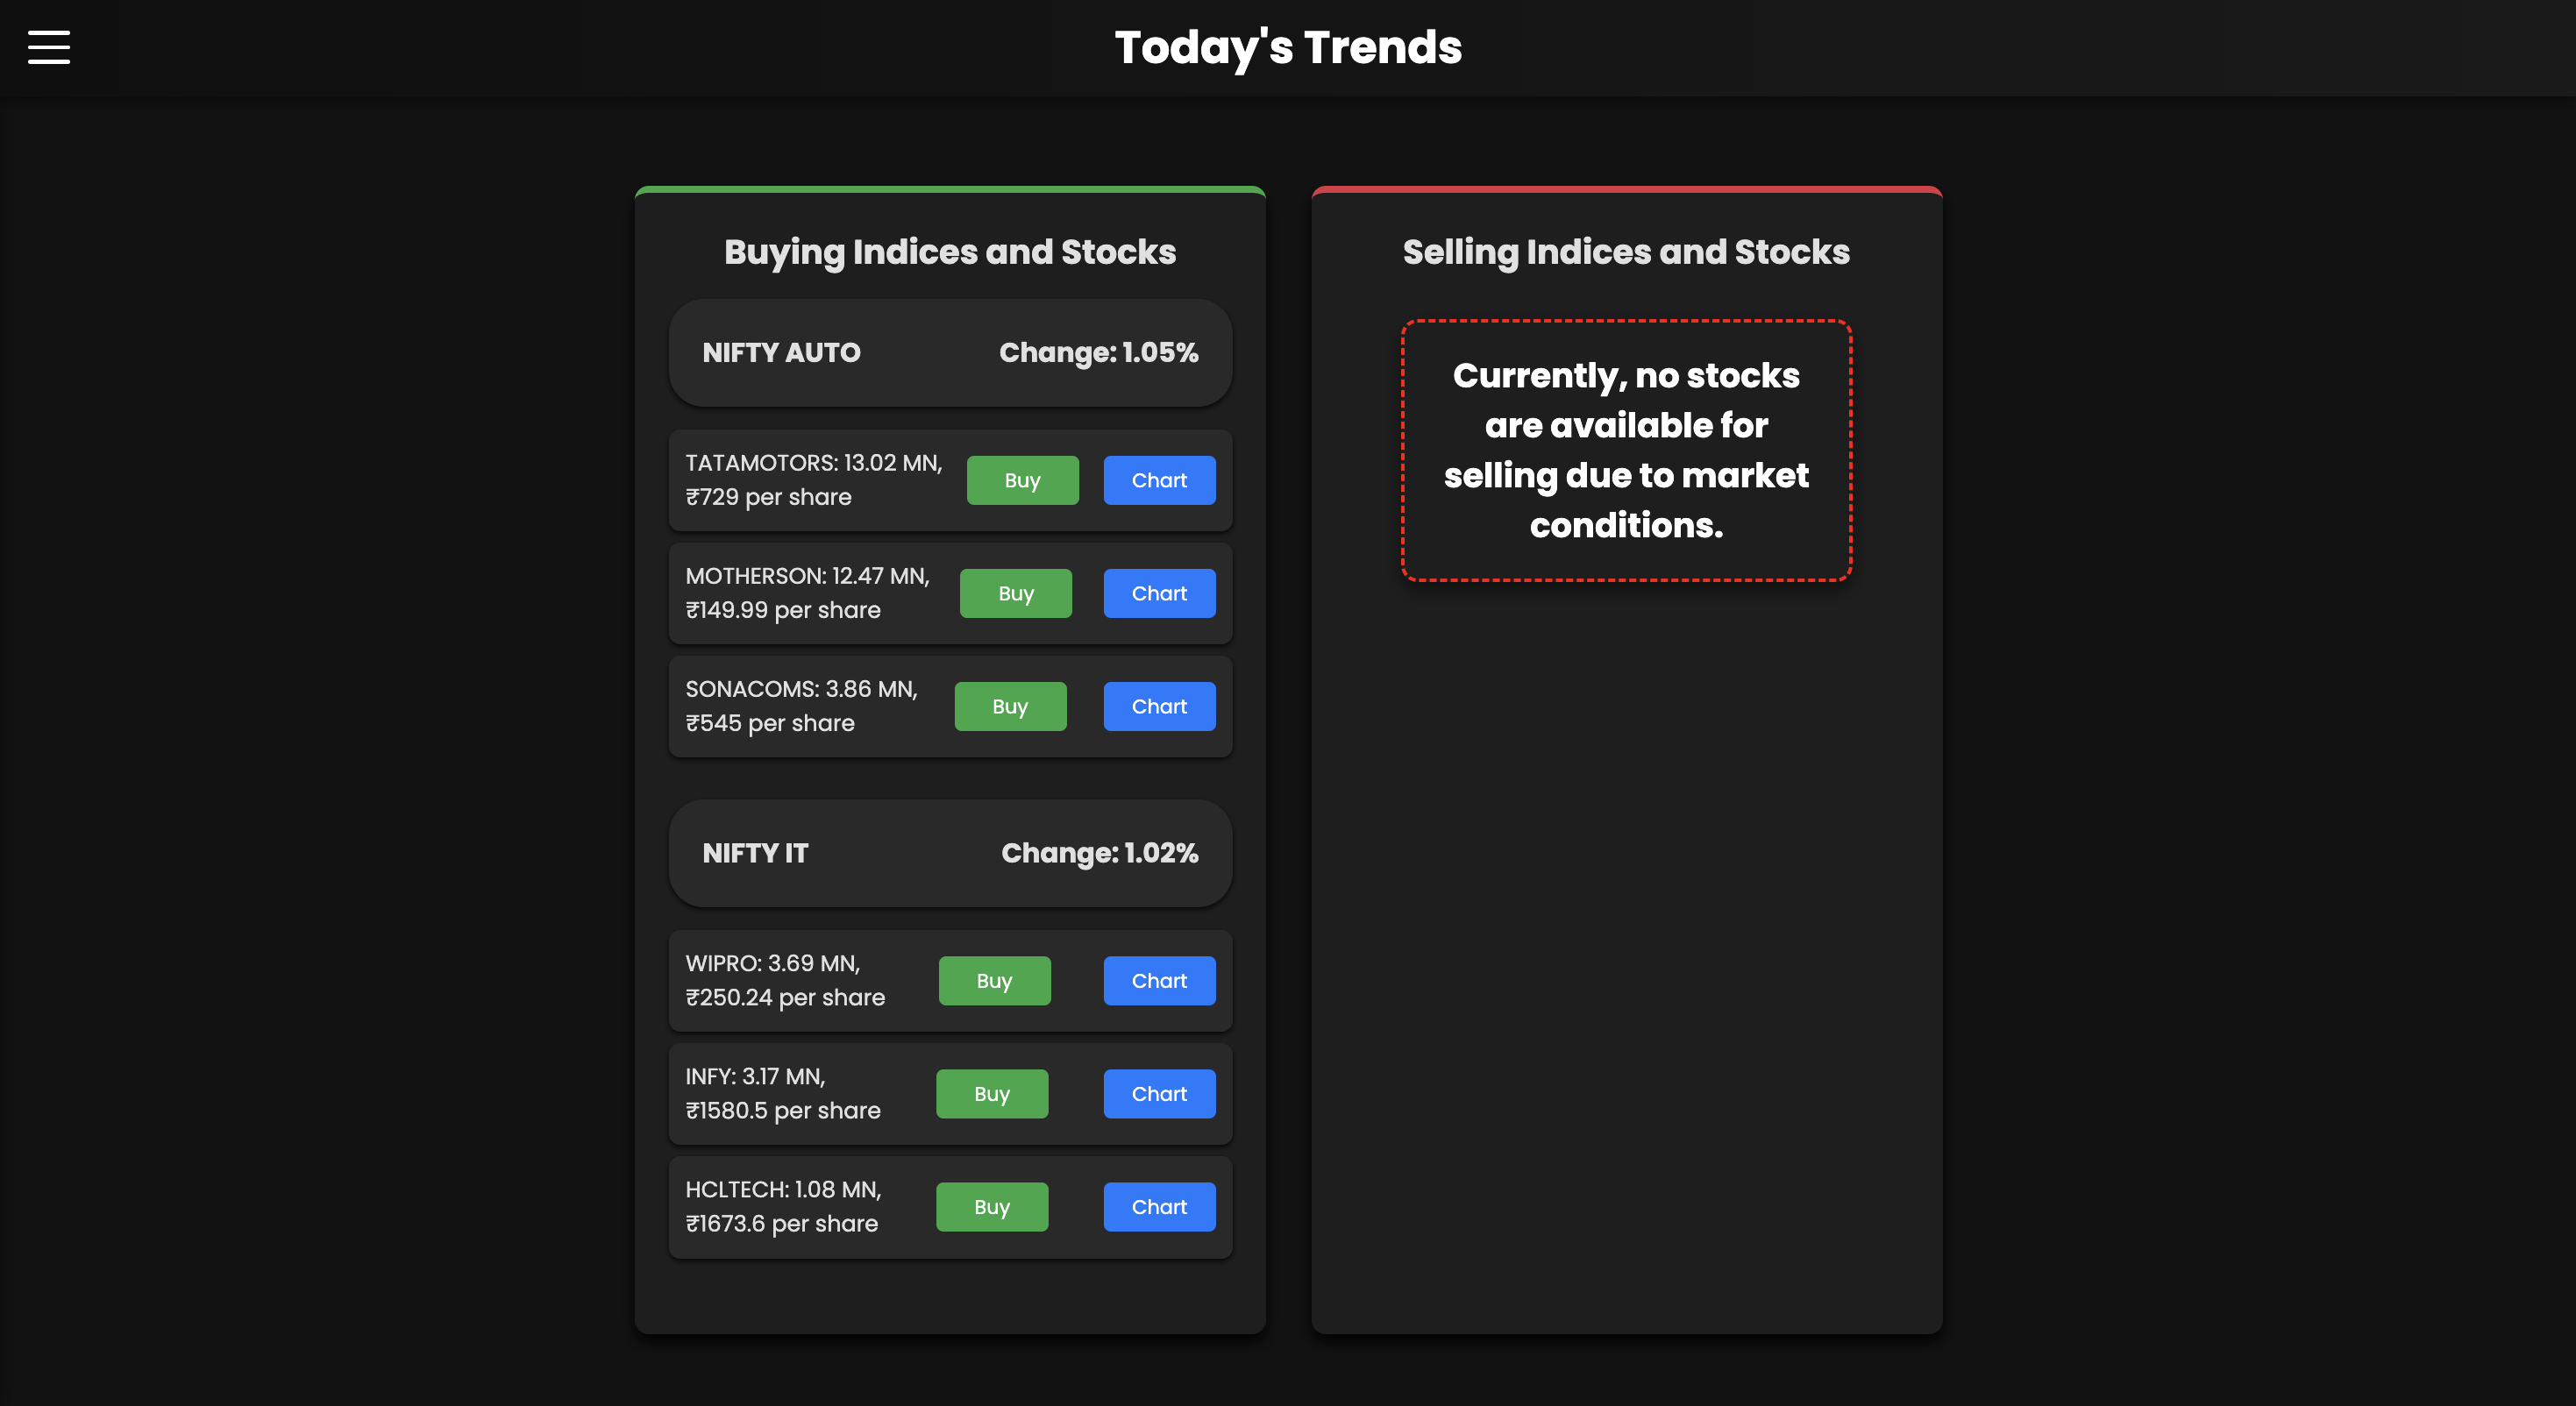 Today's Trends
Buying Indices and Stocks
NIFTY AUTO
Change: 1.05%
TATAMOTORS: 13.02 MN,
₹729 per share
Buy
Chart
MOTHERSON: 12.47 MN,
₹149.99 per share
Buy
Chart
SONACOMS: 3.86 MN,
₹545 per share
Buy
Chart
NIFTY IT
Change: 1.02%
WIPRO: 3.69 MN,
₹250.24 per share
Buy
Chart
INFY: 3.17 MN,
₹1580.5 per share
Buy
Chart
HCLTECH: 1.08 MN,
₹1673.6 per share
Buy
Chart
Selling Indices and Stocks
Currently, no stocks
are available for
selling due to market
conditions.